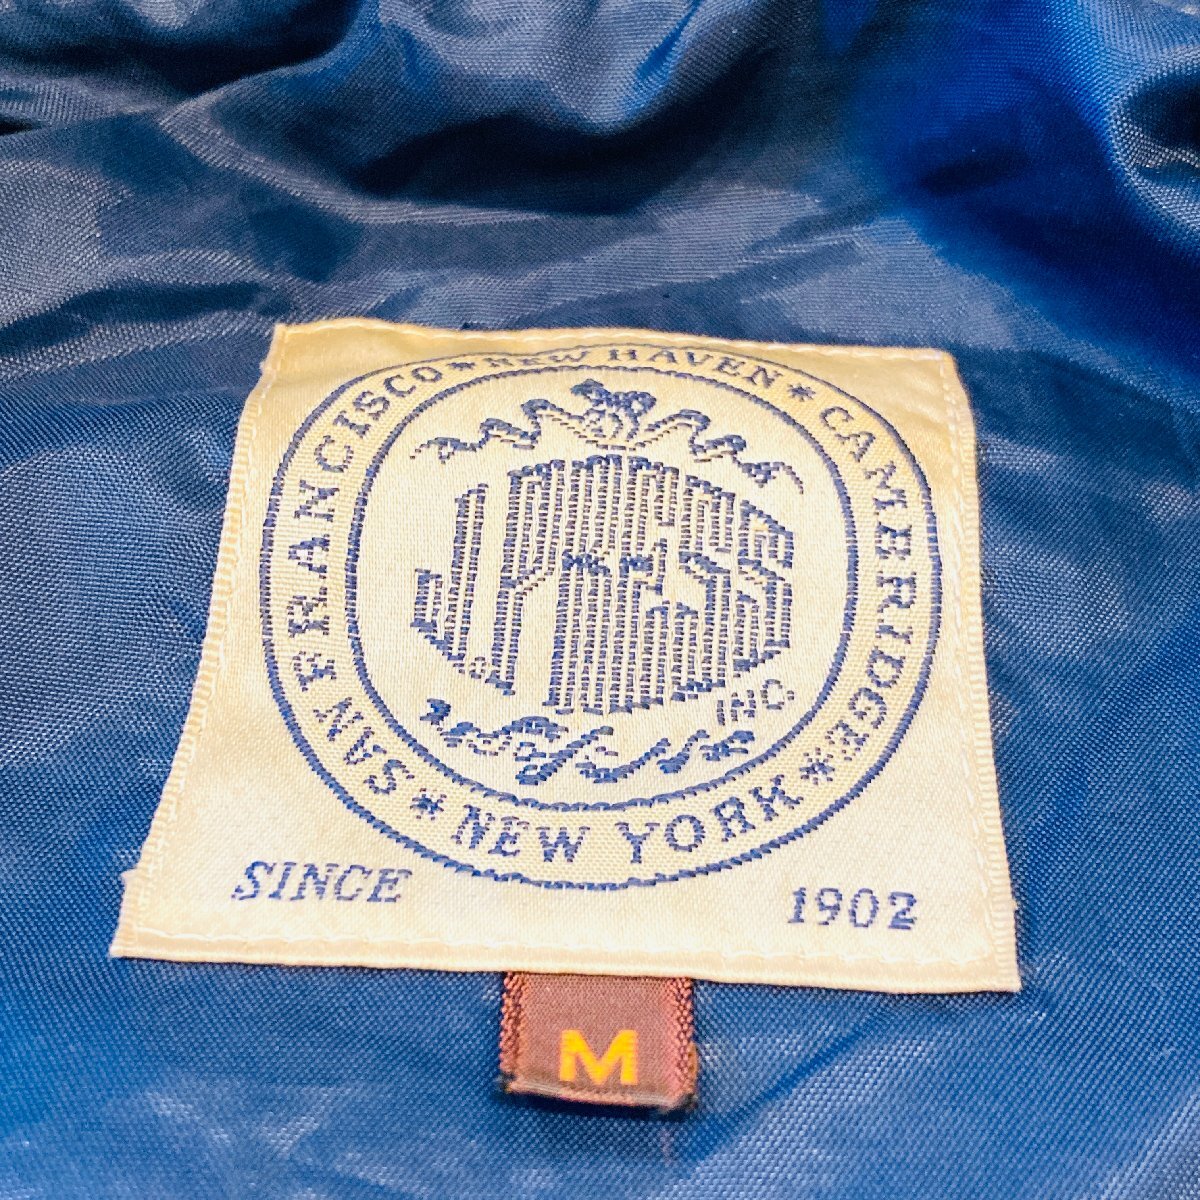 SAN FRANCISCO * NEW HAVEN * CAMBRIDGE * NEW YORK *
J.PRESS
INC.
SINCE 1902
M